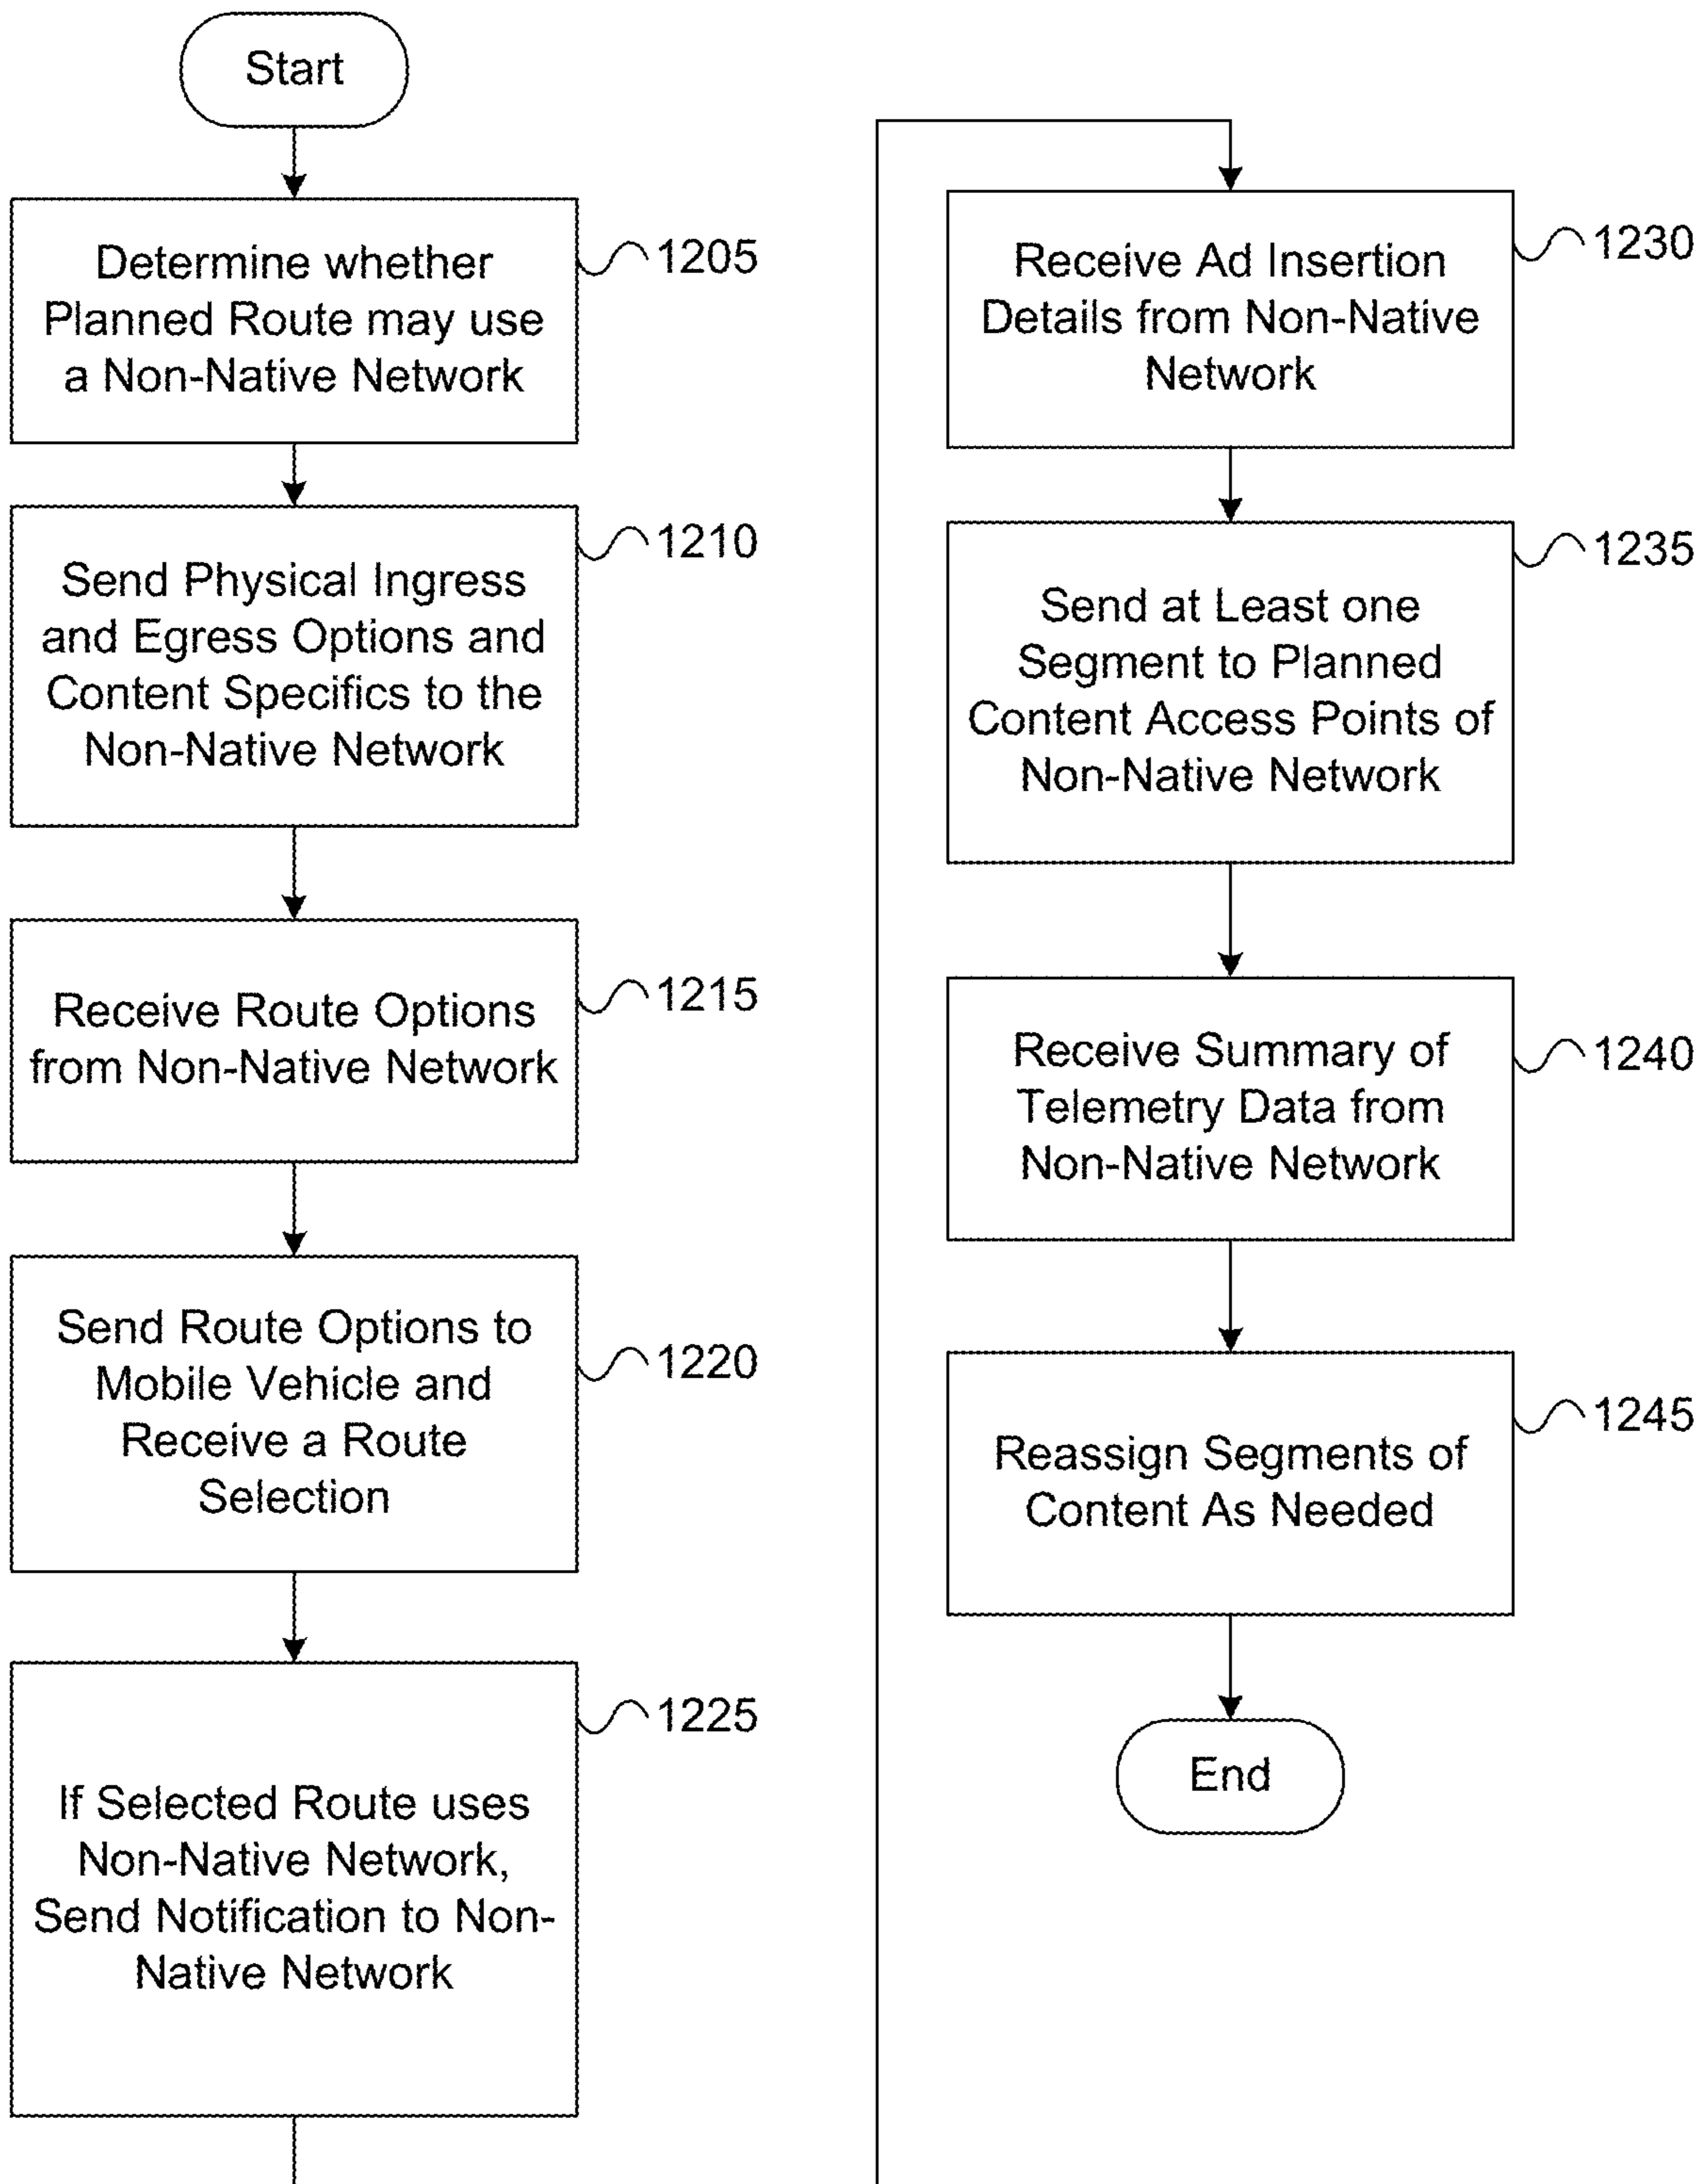 Start
Determine whether
Planned Route may use
a Non-Native Network
1205
Send Physical Ingress
and Egress Options and
Content Specifics to the
Non-Native Network
1210
Receive Route Options
from Non-Native Network
1215
Send Route Options to
Mobile Vehicle and
Receive a Route
Selection
1220
If Selected Route uses
Non-Native Network,
Send Notification to Non-
Native Network
1225
Receive Ad Insertion
Details from Non-Native
Network
1230
Send at Least one
Segment to Planned
Content Access Points of
Non-Native Network
1235
Receive Summary of
Telemetry Data from
Non-Native Network
1240
Reassign Segments of
Content As Needed
1245
End